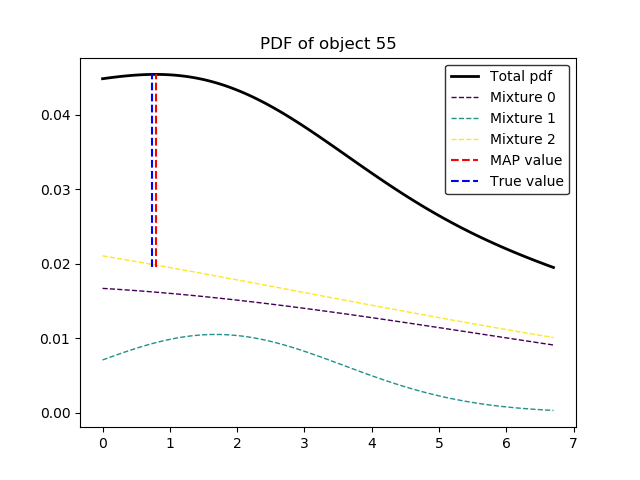 PDF of object 55
Total pdf
Mixture 0
Mixture 1
Mixture 2
MAP value
True value
0.04
0.03
0.02
0.01
0.00
0 1 2 3 4 5 6 7